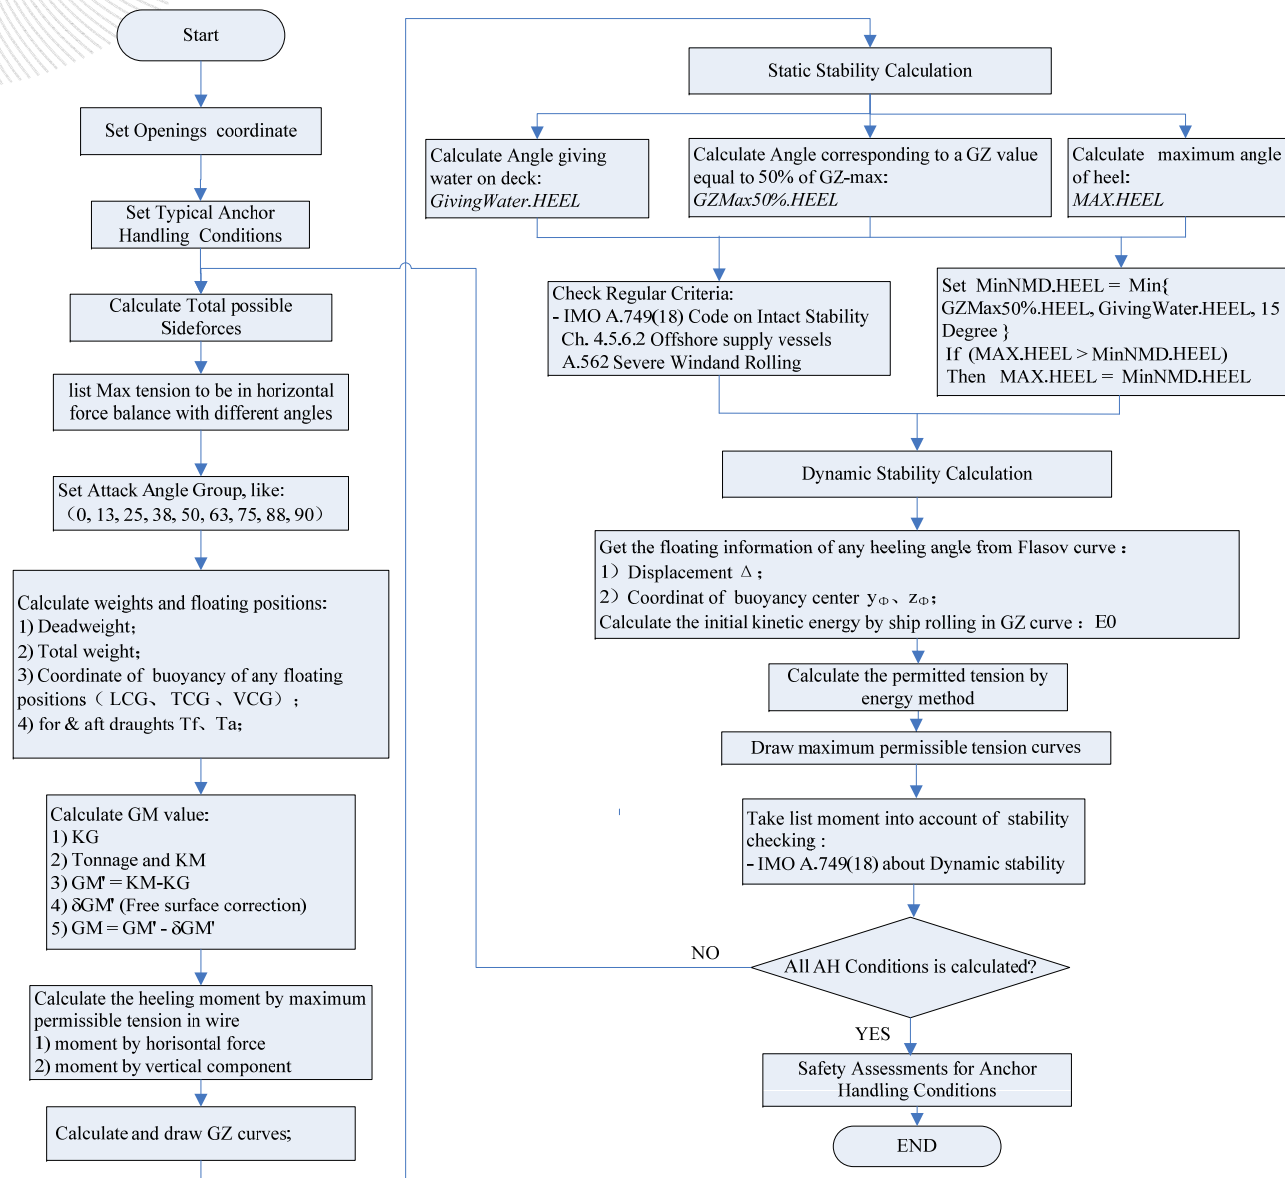 Start
Set Openings coordinate
Set Typical Anchor
Handling Conditions
Calculate Total possible
Sideforces
list Max tension to be in horizontal
force balance with different angles
Set Attack Angle Group, like:
（0, 13, 25, 38, 50, 63, 75, 88, 90）
Calculate weights and floating positions:
1) Deadweight;
2) Total weight;
3) Coordinate of buoyancy of any floating
positions（ LCG、 TCG 、VCG）;
4) for & aft draughts Tf、Ta;
Calculate GM value:
1) KG
2) Tonnage and KM
3) GM' = KM-KG
4) δGM' (Free surface correction)
5) GM = GM' - δGM'
Calculate the heeling moment by maximum
permissible tension in wire
1) moment by horisontal force
2) moment by vertical component
Calculate and draw GZ curves;
Static Stability Calculation
Calculate Angle giving
water on deck:
GivingWater.HEEL
Calculate Angle corresponding to a GZ value
equal to 50% of GZ-max:
GZMax50%.HEEL
Calculate maximum angle
of heel:
MAX.HEEL
Check Regular Criteria:
- IMO A.749(18) Code on Intact Stability
Ch. 4.5.6.2 Offshore supply vessels
A.562 Severe Windand Rolling
Set MinNMD.HEEL = Min{
GZMax50%.HEEL, GivingWater.HEEL, 15
Degree }
If (MAX.HEEL > MinNMD.HEEL)
Then MAX.HEEL = MinNMD.HEEL
Dynamic Stability Calculation
Get the floating information of any heeling angle from Flasov curve：
1）Displacement Δ；
2）Coordinat of buoyancy center yΦ、zΦ;
Calculate the initial kinetic energy by ship rolling in GZ curve：E0
Calculate the permitted tension by
energy method
Draw maximum permissible tension curves
Take list moment into account of stability
checking :
- IMO A.749(18) about Dynamic stability
All AH Conditions is calculated?
NO
YES
Safety Assessments for Anchor
Handling Conditions
END